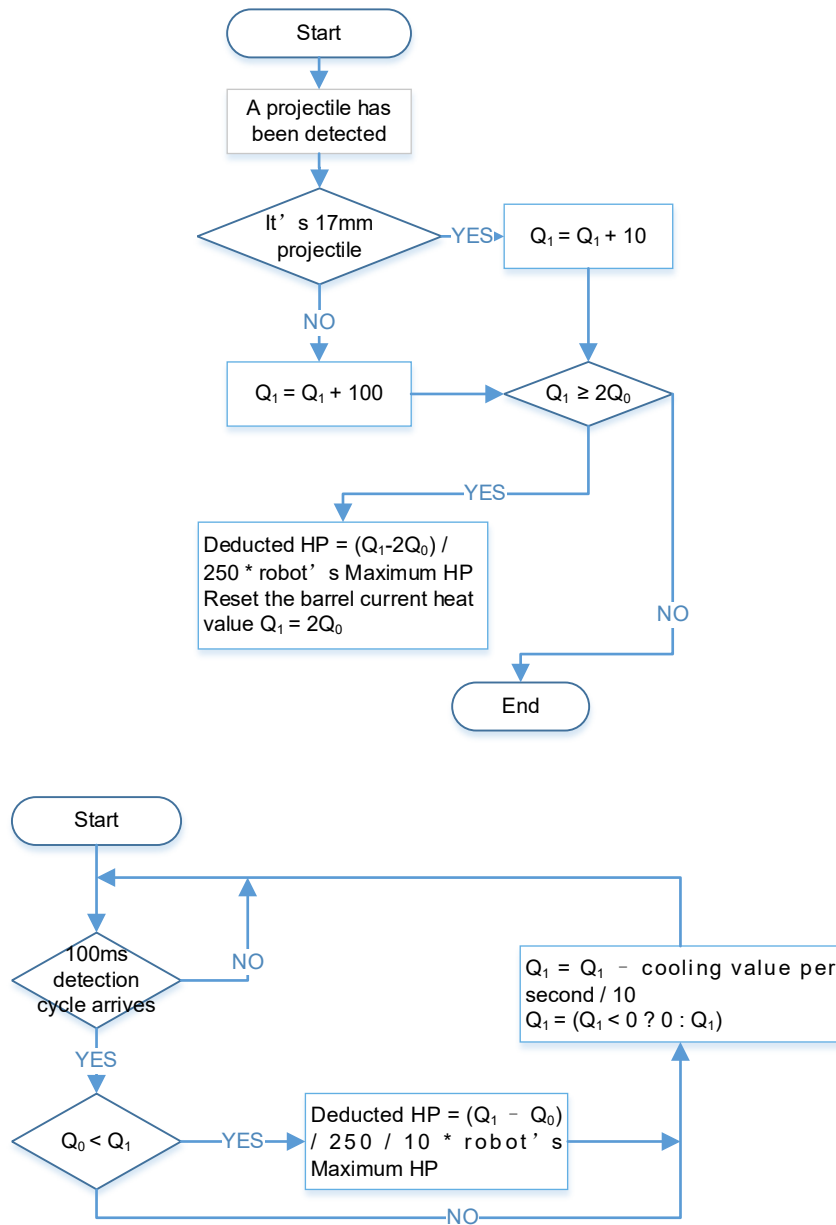 Start
A projectile has
been detected
It’s 17mm
projectile
YES
Q₁ = Q₁ + 10
NO
Q₁ = Q₁ + 100
Q₁ ≥ 2Q₀
YES
Deducted HP = (Q₁-2Q₀) /
250 * robot’s Maximum HP
Reset the barrel current heat
value Q₁ = 2Q₀
NO
End
Start
100ms
detection
cycle arrives
NO
Q₁ = Q₁ – cooling value per
second / 10
Q₁ = (Q₁ < 0 ? 0 : Q₁)
YES
Q₀ < Q₁
YES
Deducted HP = (Q₁ – Q₀)
/ 250 / 10 * robot’s
Maximum HP
NO